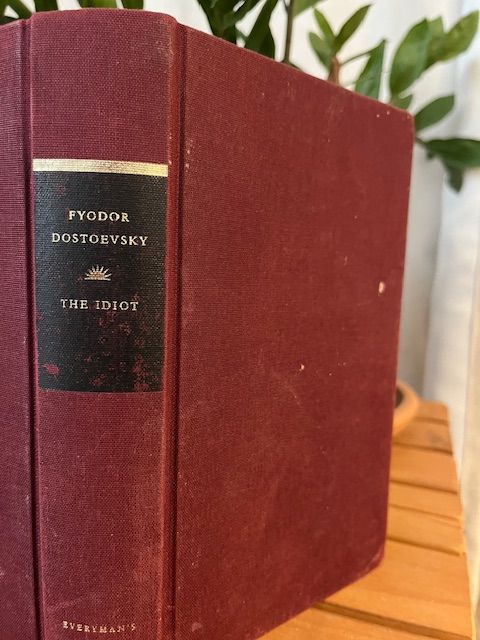 FYODOR
DOSTOEVSKY
THE IDIOT
EVERYMAN'S